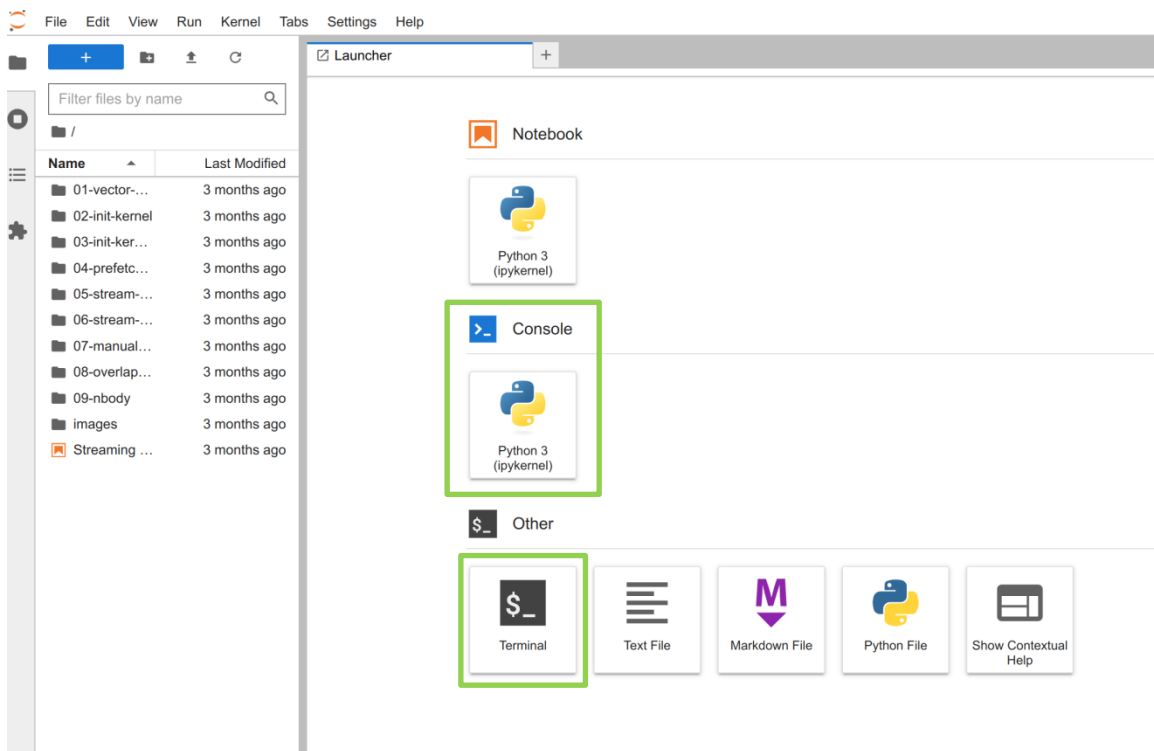 File Edit View Run Kernel Tabs Settings Help
+
Launcher
+
Filter files by name
/
Name Last Modified
01-vector-... 3 months ago
02-init-kernel 3 months ago
03-init-ker... 3 months ago
04-prefetc... 3 months ago
05-stream-... 3 months ago
06-stream-... 3 months ago
07-manual... 3 months ago
08-overlap... 3 months ago
09-nbody 3 months ago
images 3 months ago
Streaming ... 3 months ago
Notebook
Python 3
(ipykernel)
>_ Console
Python 3
(ipykernel)
$_ Other
$_
Terminal
Text File
M
Markdown File
Python File
Show Contextual
Help